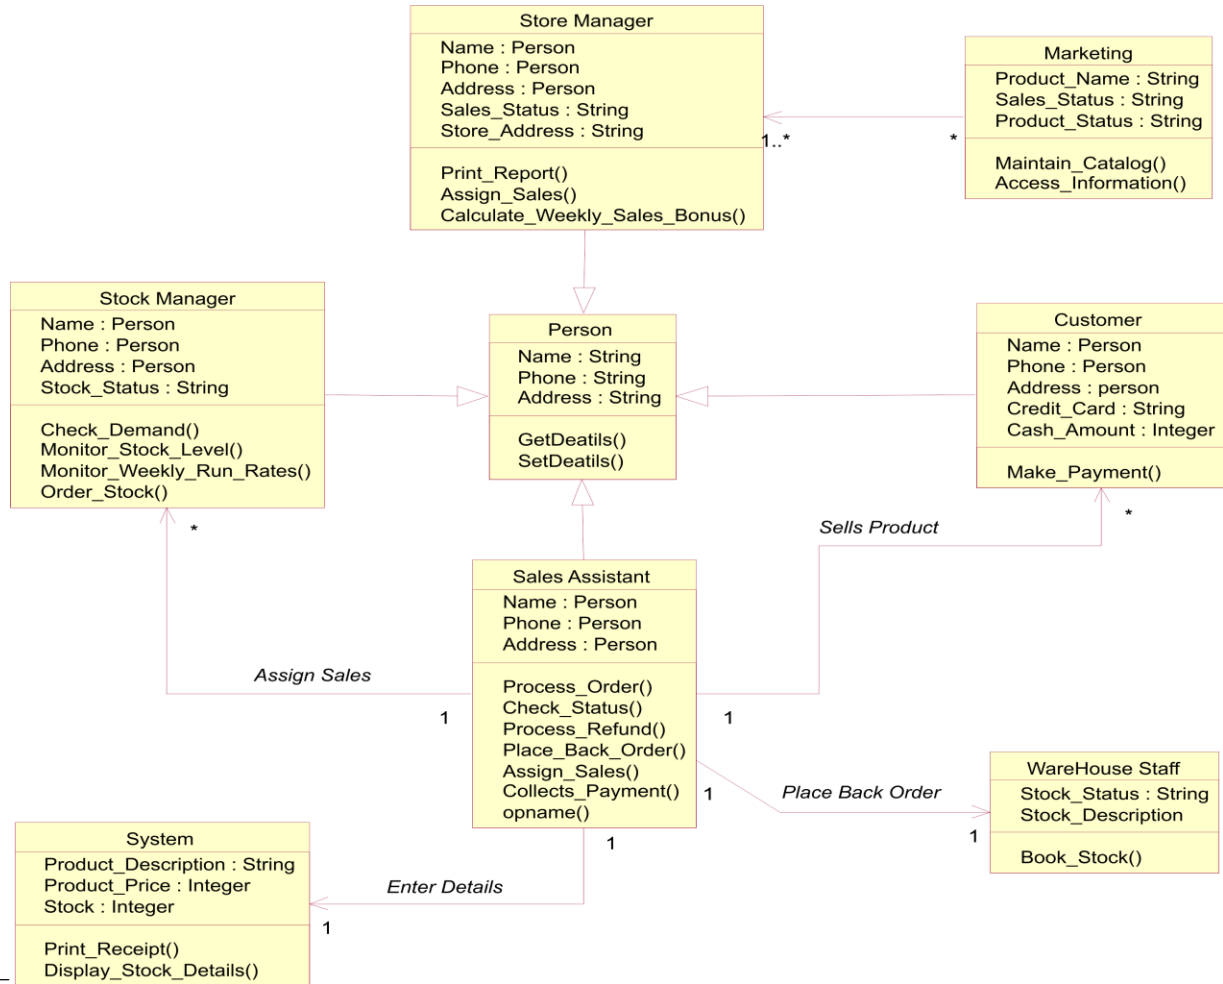 Store Manager
Name : Person
Phone : Person
Address : Person
Sales_Status : String
Store_Address : String
Print_Report()
Assign_Sales()
Calculate_Weekly_Sales_Bonus()
Marketing
Product_Name : String
Sales_Status : String
Product_Status : String
Maintain_Catalog()
Access_Information()
1..*
*
Stock Manager
Name : Person
Phone : Person
Address : Person
Stock_Status : String
Check_Demand()
Monitor_Stock_Level()
Monitor_Weekly_Run_Rates()
Order_Stock()
Person
Name : String
Phone : String
Address : String
GetDeatils()
SetDeatils()
Customer
Name : Person
Phone : Person
Address : person
Credit_Card : String
Cash_Amount : Integer
Make_Payment()
*
*
Sells Product
Sales Assistant
Name : Person
Phone : Person
Address : Person
Process_Order()
Check_Status()
Process_Refund()
Place_Back_Order()
Assign_Sales()
Collects_Payment()
opname()
Assign Sales
1
1
1
1
Place Back Order
1
WareHouse Staff
Stock_Status : String
Stock_Description
Book_Stock()
System
Product_Description : String
Product_Price : Integer
Stock : Integer
Print_Receipt()
Display_Stock_Details()
Enter Details
1